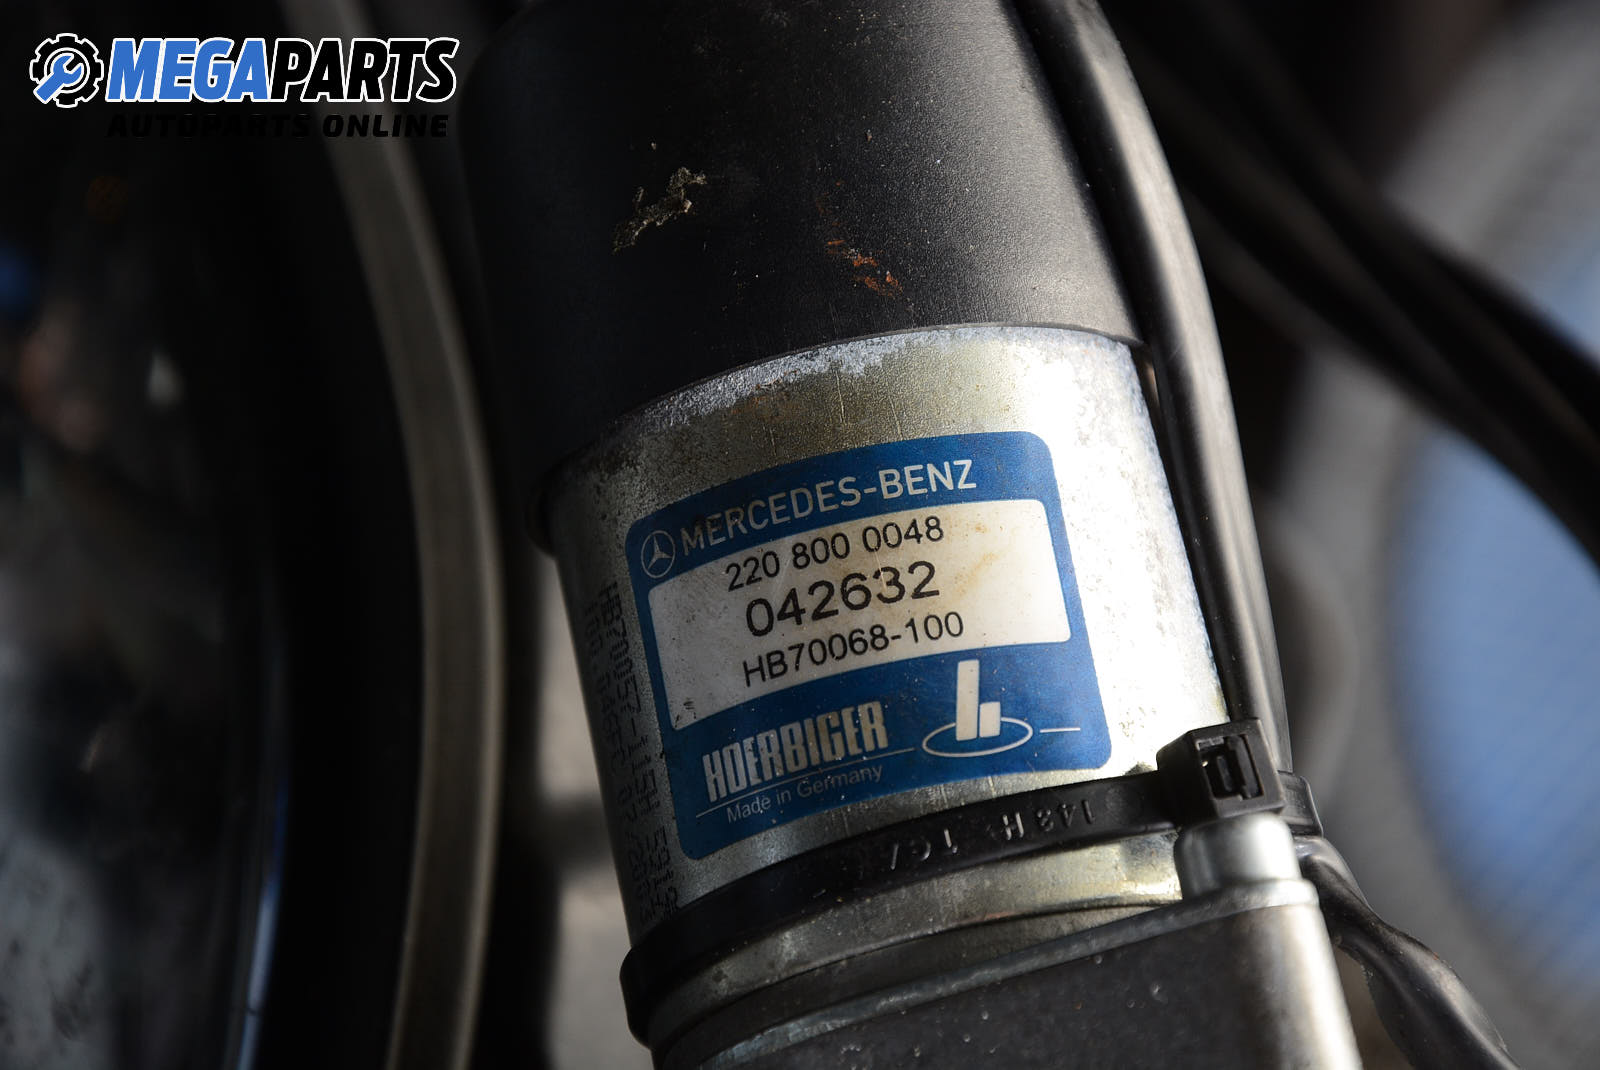 MEGAPARTS
AUTOPARTS ONLINE
MERCEDES-BENZ
220 800 0048
042632
HB70068-100
HOERBIGER
Made in Germany